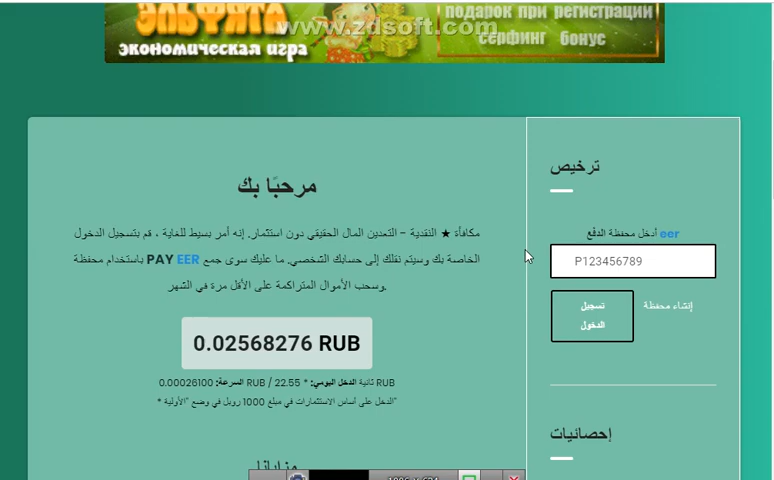 ЭЛЬФЯТА
экономическая игра
подарок при регистрации
серфинг бонус
www.zdsoft.com
مرحبًا بك
مكافأة ★ النقدية - التعدين المال الحقيقي دون استثمار. إنه أمر بسيط للغاية ، قم بتسجيل الدخول
باستخدام محفظة PAY EER الخاصة بك وسيتم نقلك إلى حسابك الشخصي. ما عليك سوى جمع
وسحب الأموال المتراكمة على الأقل مرة في الشهر.
0.02568276 RUB
0.00026100 السرعة: RUB / 22.55 * الدخل اليومي: ثانية RUB
* الدخل على أساس الاستثمارات في مبلغ 1000 روبل في وضع "الأولية"
مزايانا
ترخيص
أدخل محفظة الدفع eer
P123456789
تسجيل
الدخول
إنشاء محفظة
إحصائيات